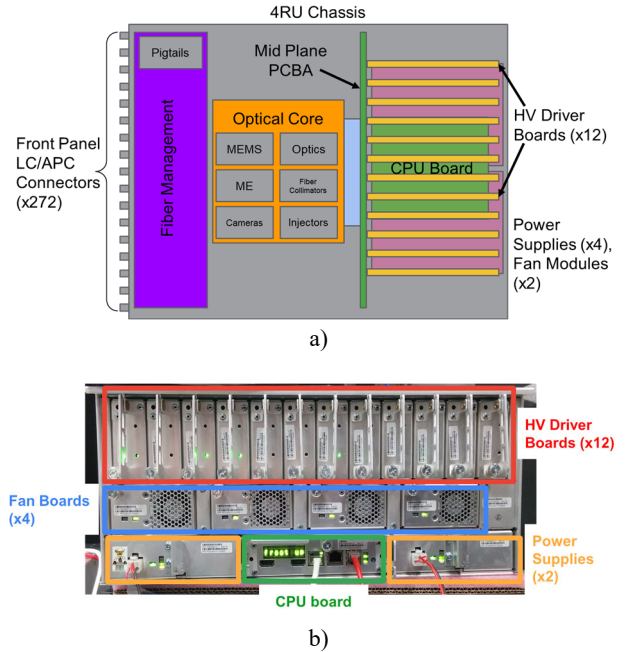 4RU Chassis
Pigtails
Mid Plane
PCBA
Fiber Management
Optical Core
MEMS
Optics
ME
Fiber
Collimators
Cameras
Injectors
CPU Board
Front Panel
LC/APC
Connectors
(x272)
HV Driver
Boards (x12)
Power
Supplies (x4),
Fan Modules
(x2)
a)
HV Driver
Boards (x12)
Fan Boards
(x4)
Power
Supplies
(x2)
CPU board
b)